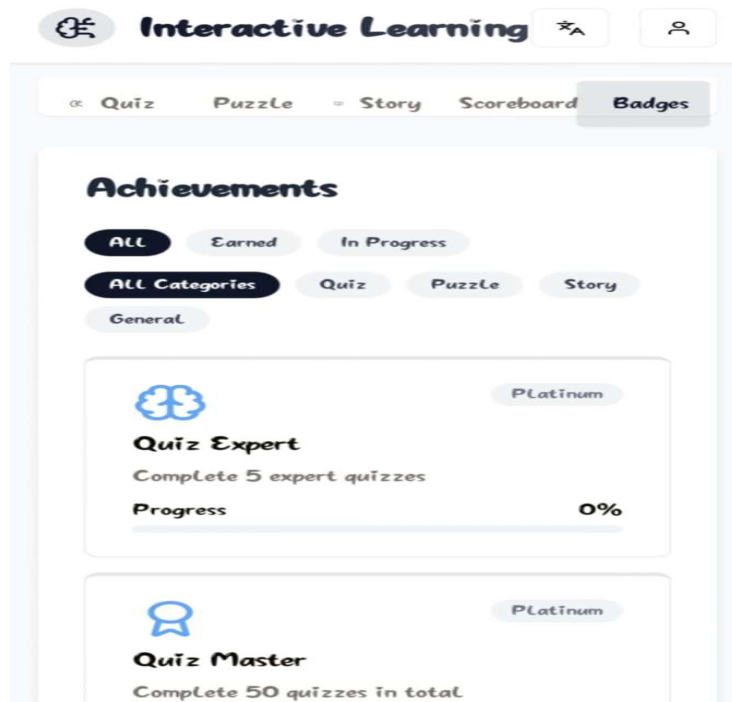 Interactive Learning
Quiz Puzzle Story Scoreboard Badges
Achievements
All Earned In Progress
All Categories Quiz Puzzle Story
General
Platinum
Quiz Expert
Complete 5 expert quizzes
Progress 0%
Platinum
Quiz Master
Complete 50 quizzes in total